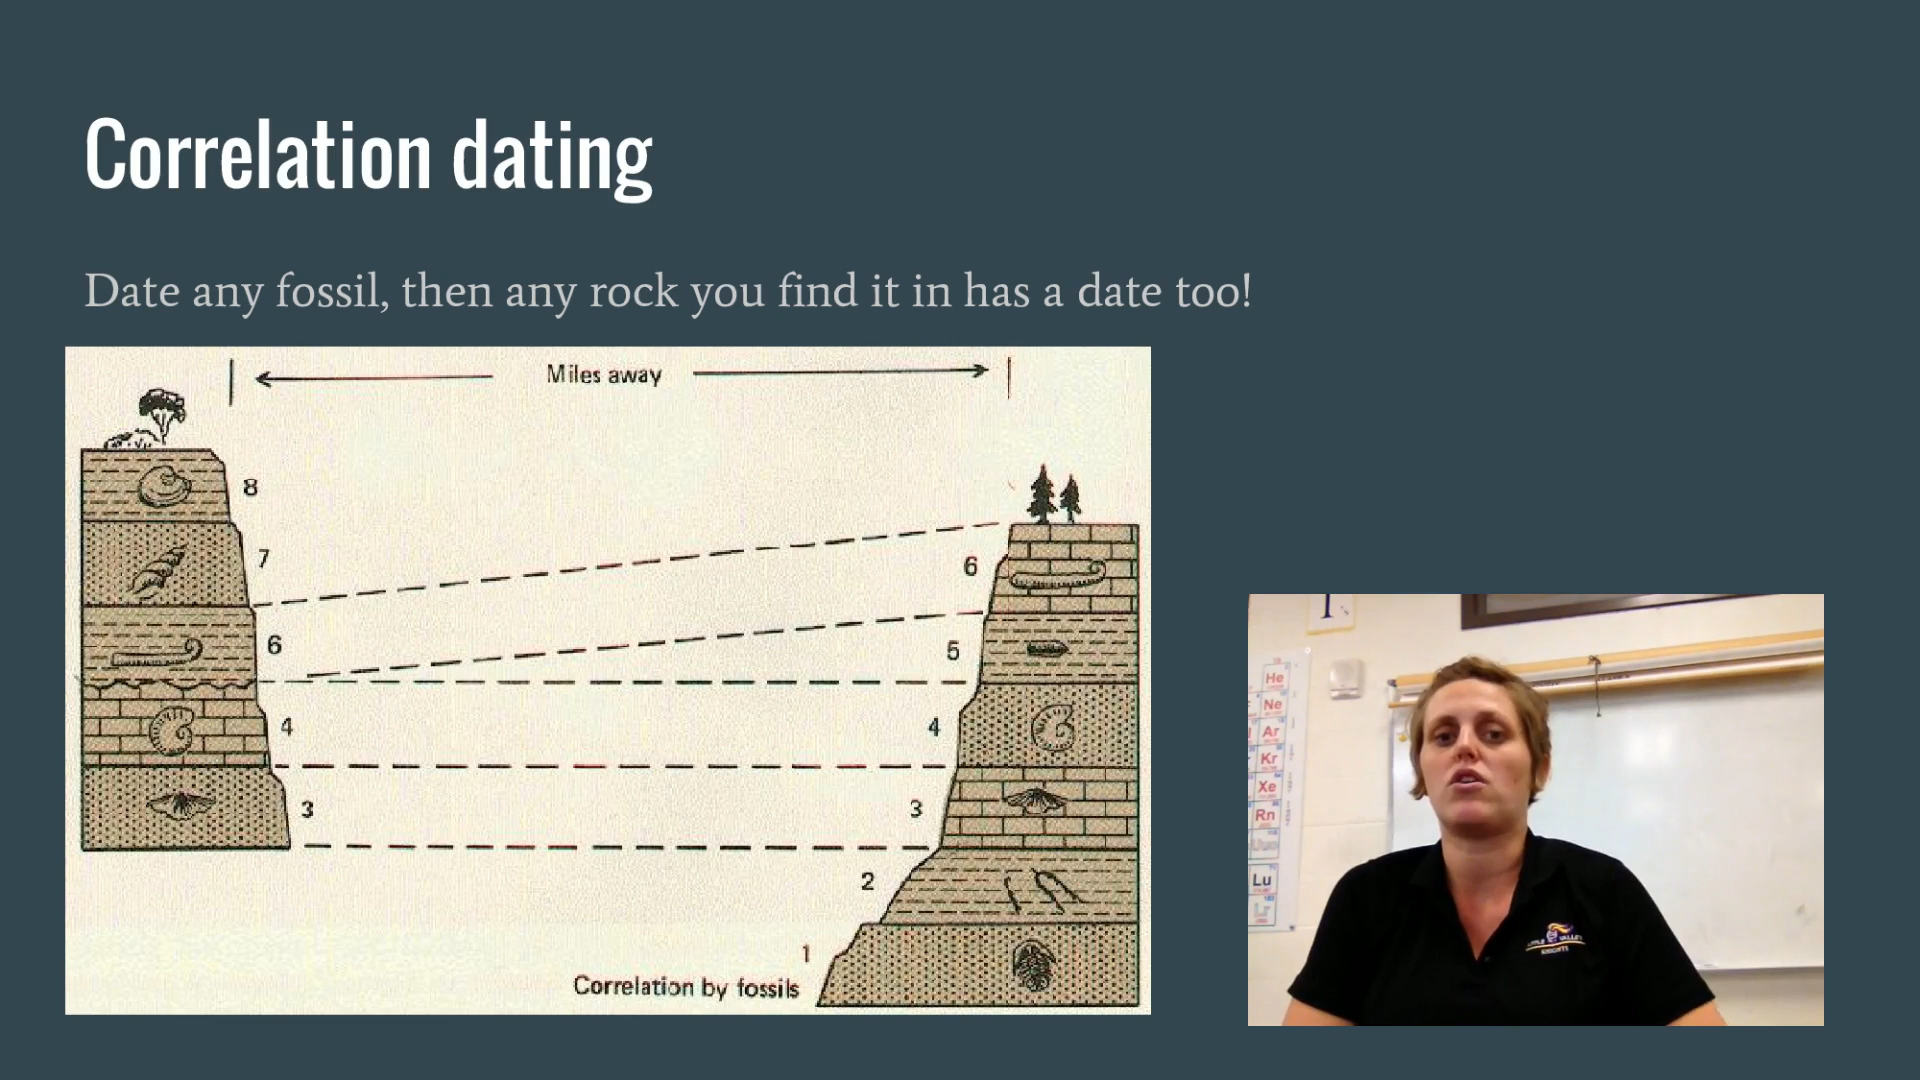 Correlation dating
Date any fossil, then any rock you find it in has a date too!
Miles away
8
7
6
6
5
4
4
3
3
2
1
Correlation by fossils
He
Ne
Ar
Kr
Xe
Rn
Lu
Lr